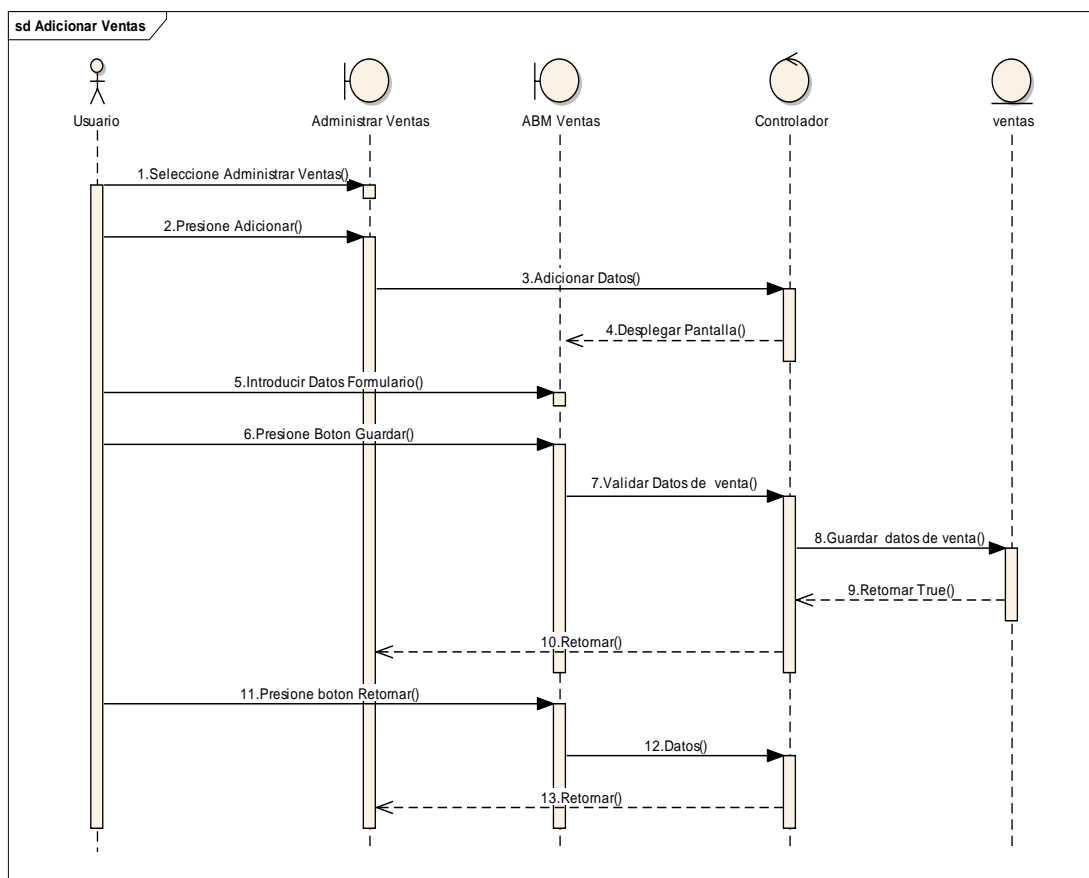 sd Adicionar Ventas
Usuario
Administrar Ventas
ABM Ventas
Controlador
ventas
1.Seleccione Administrar Ventas()
2.Presione Adicionar()
3.Adicionar Datos()
4.Desplegar Pantalla()
5.Introducir Datos Formulario()
6.Presione Boton Guardar()
7.Validar Datos de venta()
8.Guardar datos de venta()
9.Retornar True()
10.Retornar()
11.Presione boton Retornar()
12.Datos()
13.Retornar()